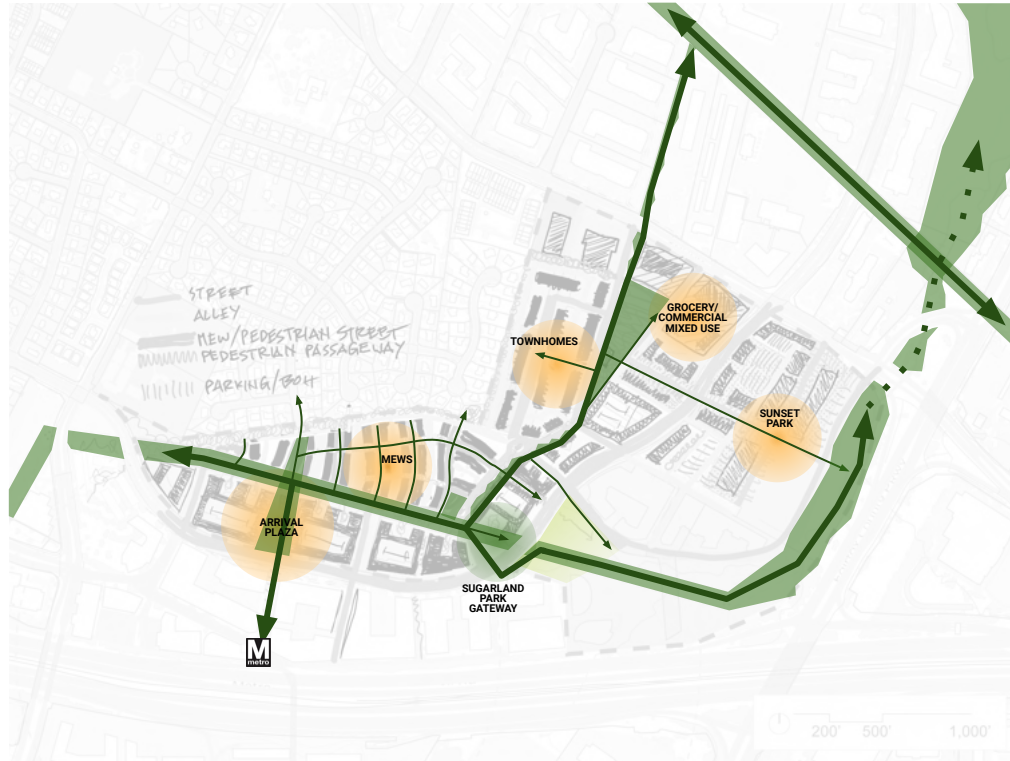 STREET
ALLEY
MEW/PEDESTRIAN STREET
PEDESTRIAN PASSAGEWAY
PARKING/BOH
GROCERY/
COMMERCIAL
MIXED USE
TOWNHOMES
SUNSET
PARK
MEWS
ARRIVAL
PLAZA
SUGARLAND
PARK
GATEWAY
M
metro
200' 500' 1,000'